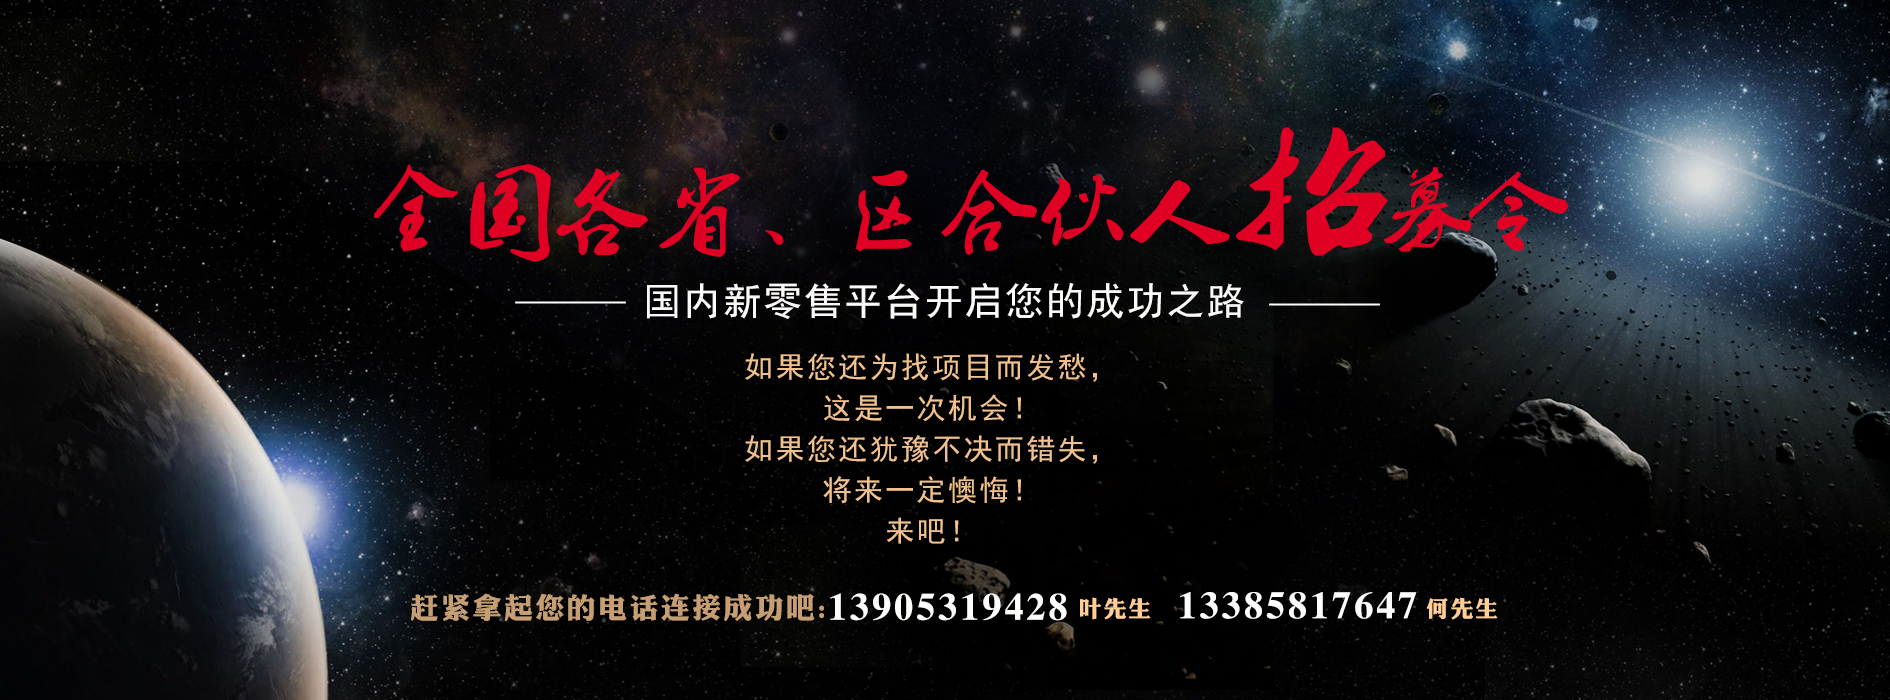 全国各省、区合伙人招募令
国内新零售平台开启您的成功之路
如果您还为找项目而发愁，
这是一次机会！
如果您还犹豫不决而错失，
将来一定懊悔！
来吧！
赶紧拿起您的电话连接成功吧:13905319428 叶先生 13385817647 何先生